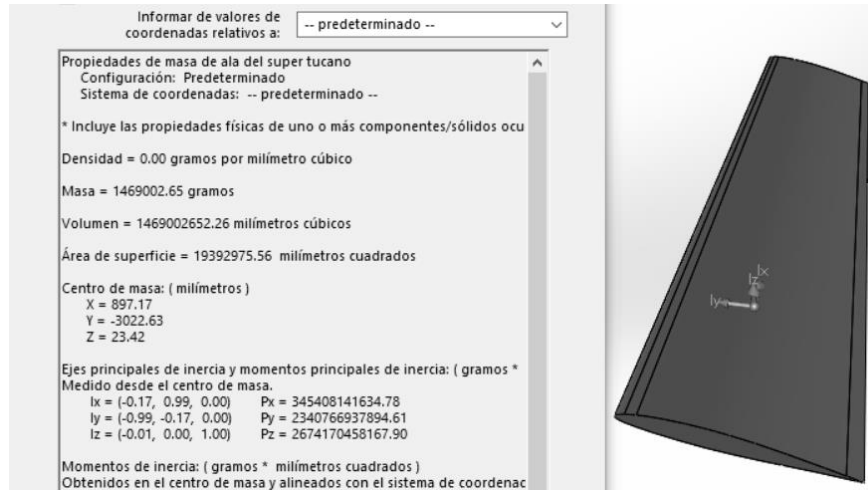 Informar de valores de
coordenadas relativos a:
-- predeterminado --
Propiedades de masa de ala del super tucano
Configuración: Predeterminado
Sistema de coordenadas: -- predeterminado --
* Incluye las propiedades físicas de uno o más componentes/sólidos ocu
Densidad = 0.00 gramos por milímetro cúbico
Masa = 1469002.65 gramos
Volumen = 1469002652.26 milímetros cúbicos
Área de superficie = 19392975.56 milímetros cuadrados
Centro de masa: ( milímetros )
X = 897.17
Y = -3022.63
Z = 23.42
Ejes principales de inercia y momentos principales de inercia: ( gramos *
Medido desde el centro de masa.
Ix = (-0.17, 0.99, 0.00) Px = 345408141634.78
Iy = (-0.99, -0.17, 0.00) Py = 2340766937894.61
Iz = (-0.01, 0.00, 1.00) Pz = 2674170458167.90
Momentos de inercia: ( gramos * milímetros cuadrados )
Obtenidos en el centro de masa y alineados con el sistema de coordenac
Ix
Iz
Iy